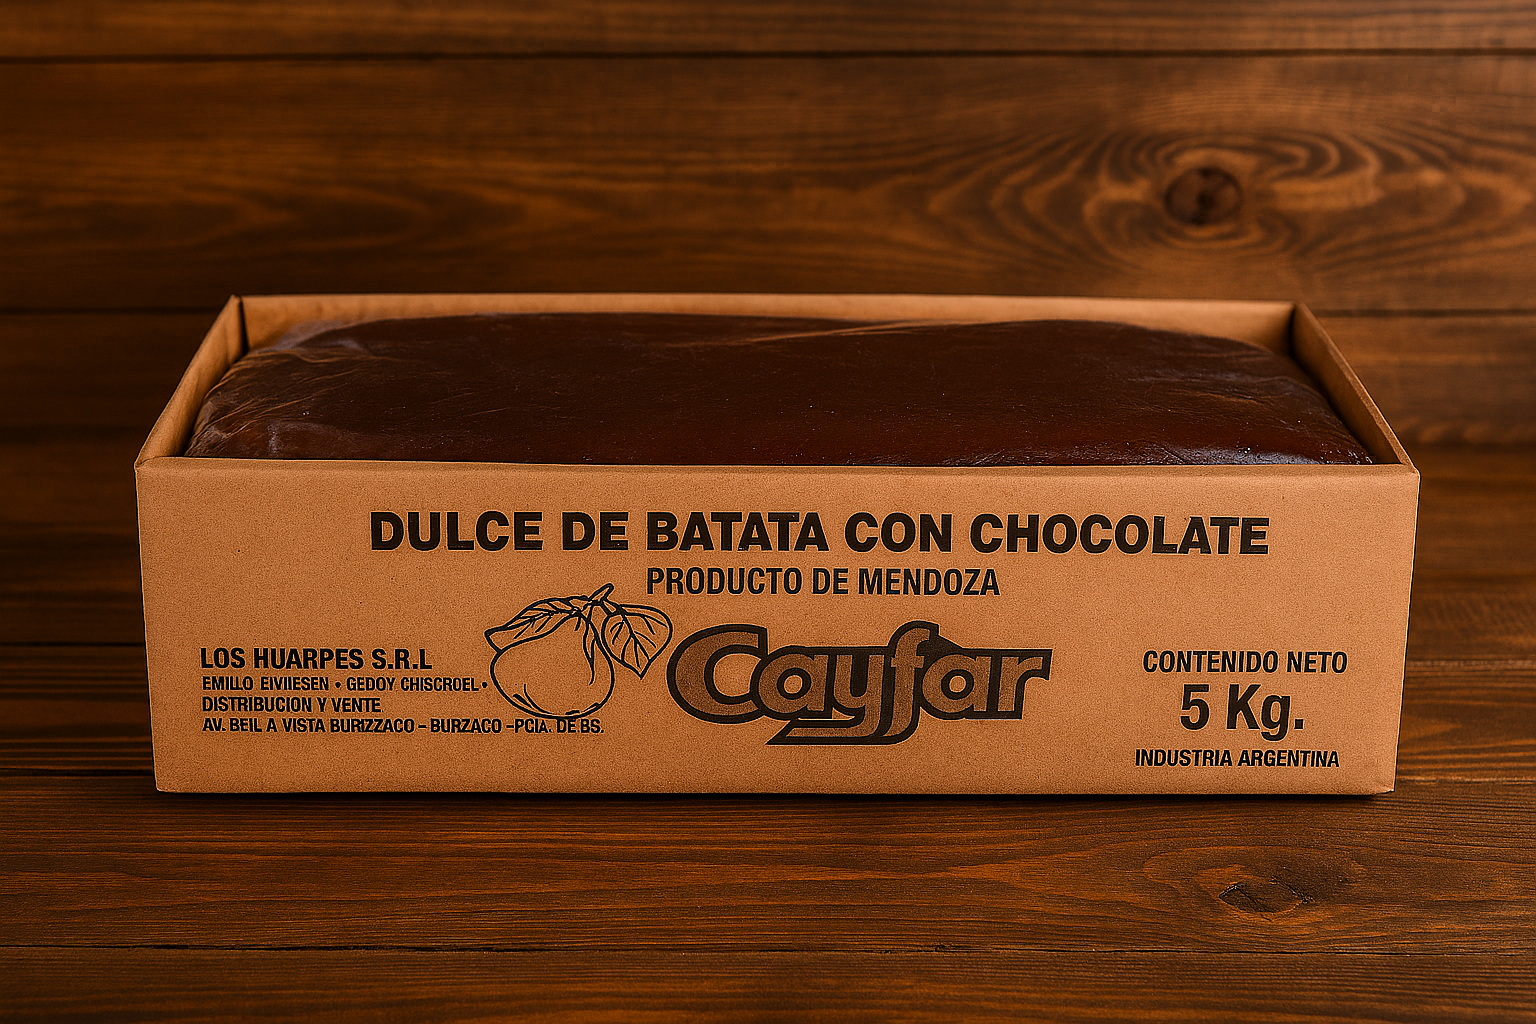 DULCE DE BATATA CON CHOCOLATE
PRODUCTO DE MENDOZA
LOS HUARPES S.R.L
EMILLO EIVIIESEN • GEDOY CHISCROEL •
DISTRIBUCION Y VENTE
AV. BEIL A VISTA BURIZZACO – BURZACO –PCIA. DE BS.
Cayfar
CONTENIDO NETO
5 Kg.
INDUSTRIA ARGENTINA